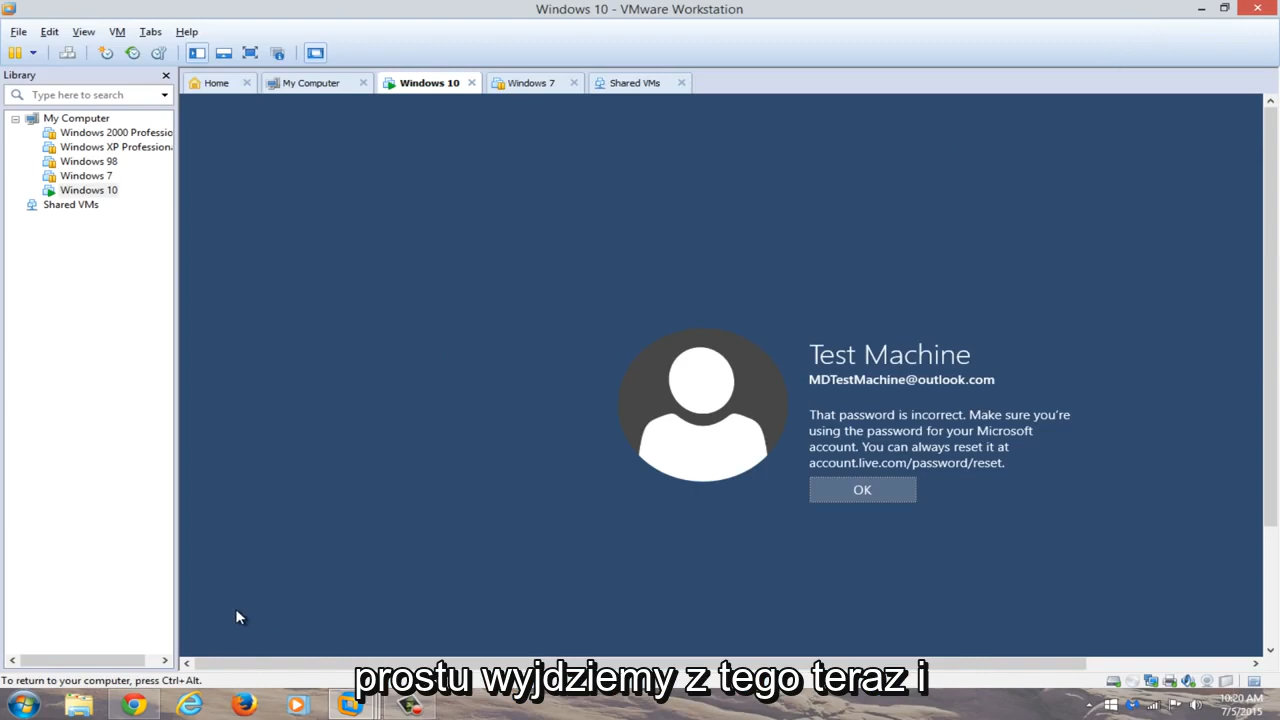 Windows 10 - VMware Workstation
File Edit View VM Tabs Help
Library
Home My Computer Windows 10 Windows 7 Shared VMs
Type here to search
My Computer
Windows 2000 Professio
Windows XP Professiona
Windows 98
Windows 7
Windows 10
Shared VMs
Test Machine
MDTestMachine@outlook.com
That password is incorrect. Make sure you're
using the password for your Microsoft
account. You can always reset it at
account.live.com/password/reset.
OK
prostu wyjdziemy z tego teraz i
To return to your computer, press Ctrl+Alt.
10:20 AM
7/5/2015